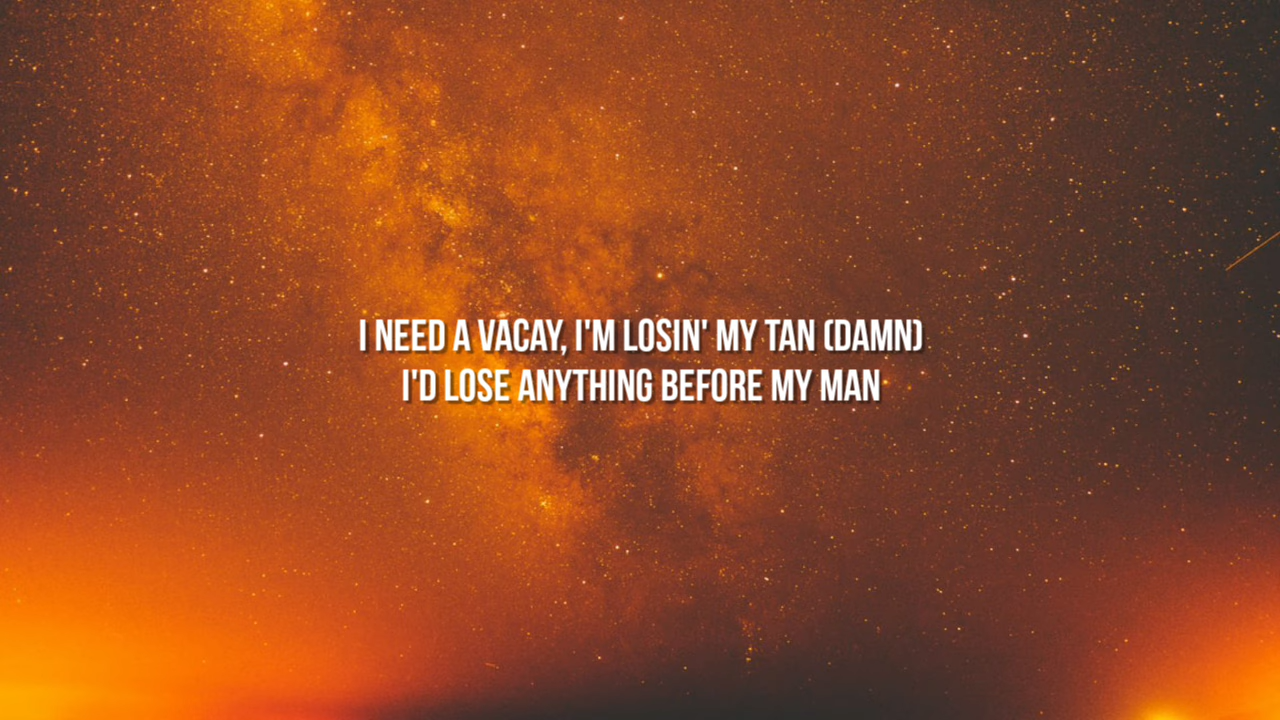 I NEED A VACAY, I'M LOSIN' MY TAN (DAMN)
I'D LOSE ANYTHING BEFORE MY MAN